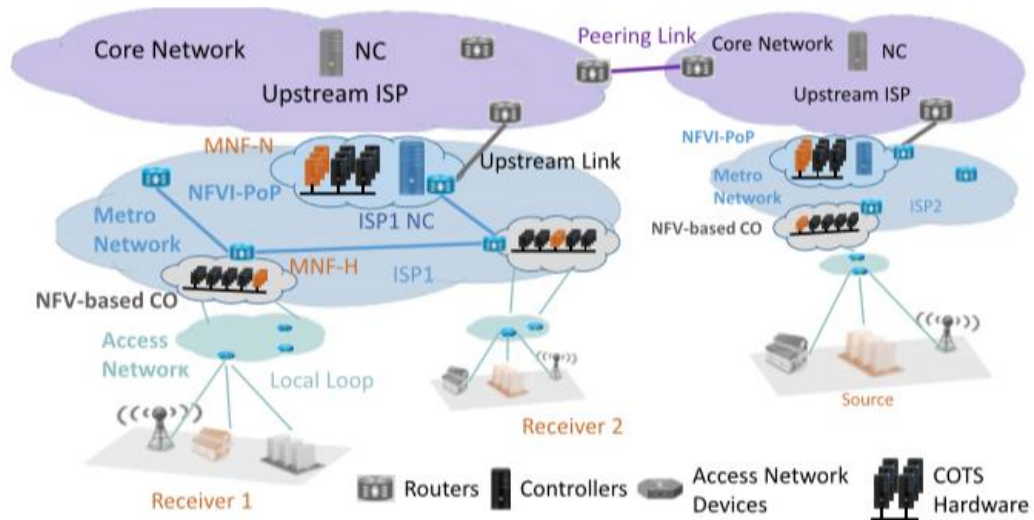 Core Network
NC
Upstream ISP
Peering Link
Core Network
NC
Upstream ISP
MNF-N
NFVI-PoP
ISP1 NC
Upstream Link
Metro
Network
MNF-H
ISP1
NFV-based CO
NFVI-PoP
Metro
Network
ISP2
NFV-based CO
Access
Network
Local Loop
Receiver 1
Receiver 2
Source
Routers
Controllers
Access Network
Devices
COTS
Hardware